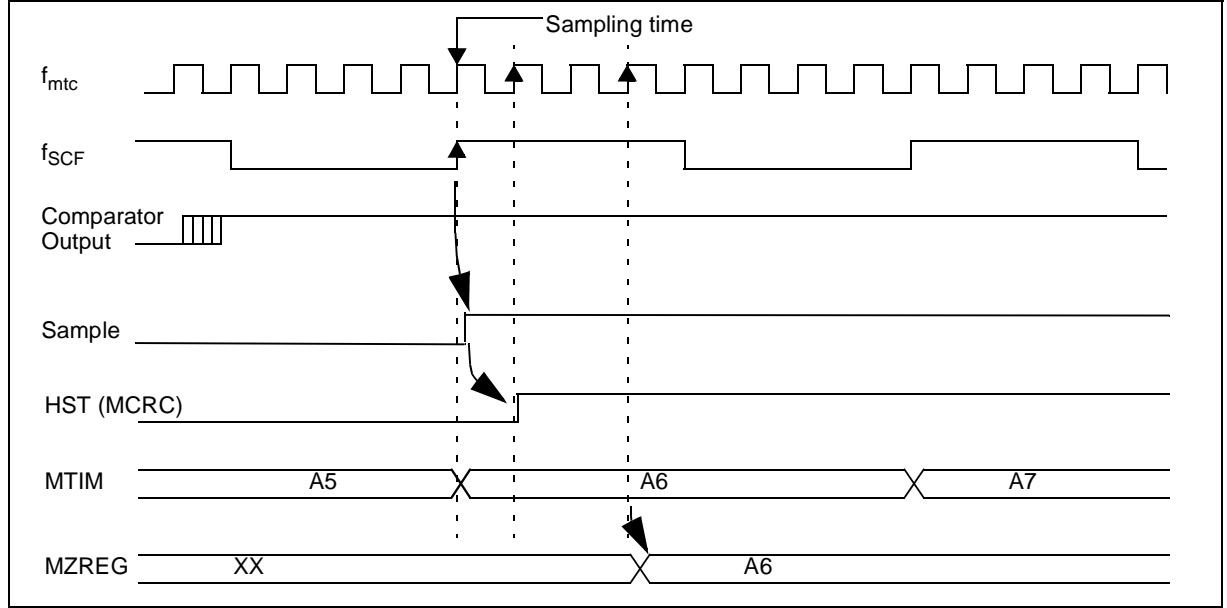 Sampling time
fmtc
fSCF
Comparator
Output
Sample
HST (MCRC)
MTIM A5 A6 A7
MZREG XX A6